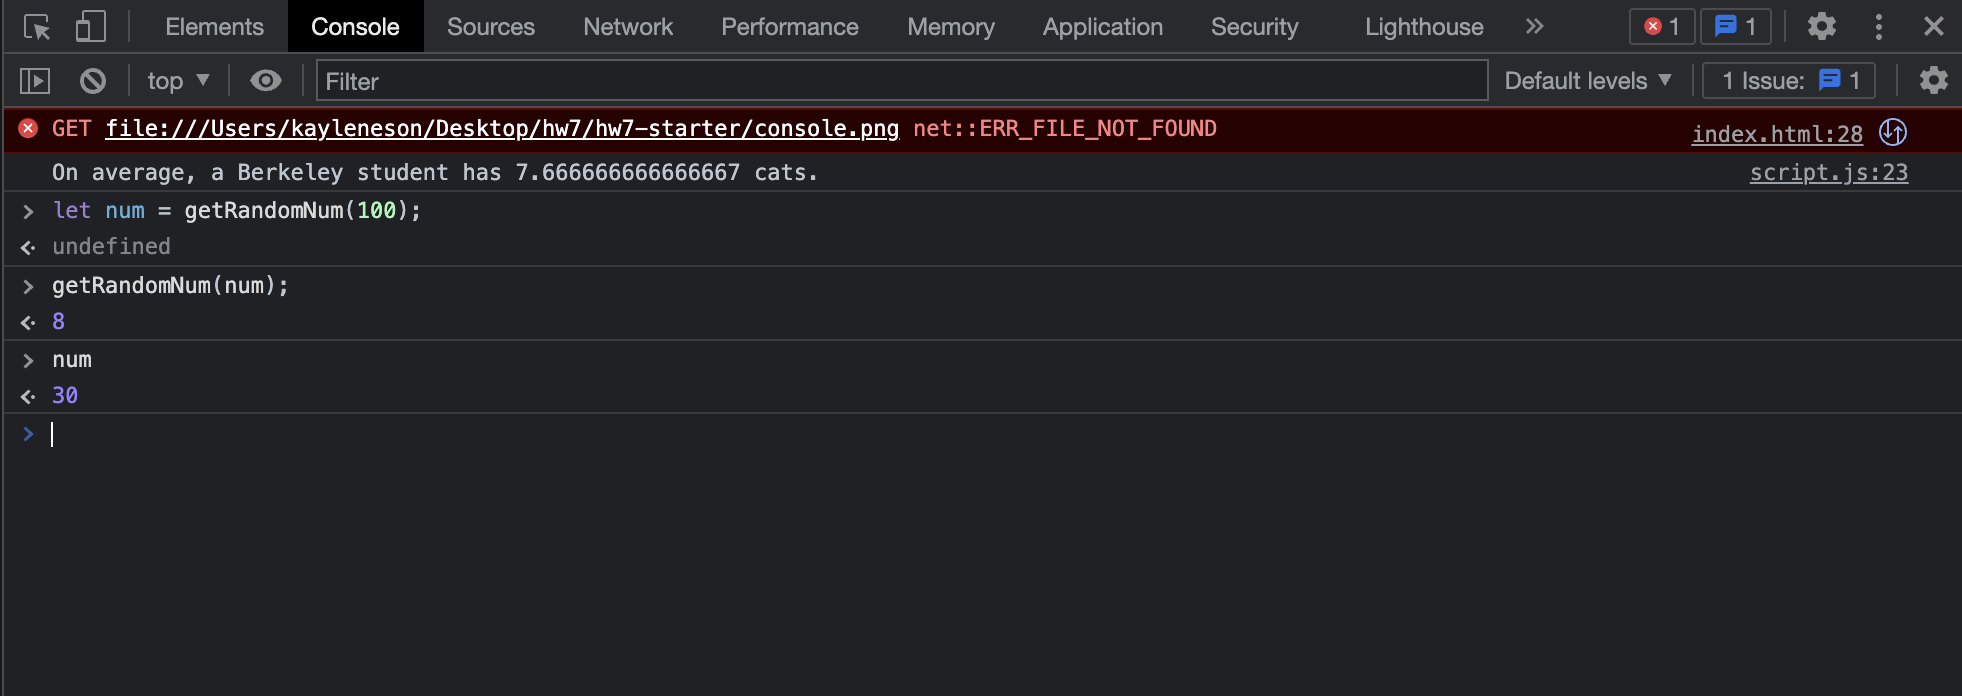 Elements Console Sources Network Performance Memory Application Security Lighthouse 1 1
top Filter Default levels 1 Issue: 1
GET file:///Users/kayleneson/Desktop/hw7/hw7-starter/console.png net::ERR_FILE_NOT_FOUND index.html:28
On average, a Berkeley student has 7.666666666666667 cats. script.js:23
> let num = getRandomNum(100);
undefined
> getRandomNum(num);
8
> num
30
>